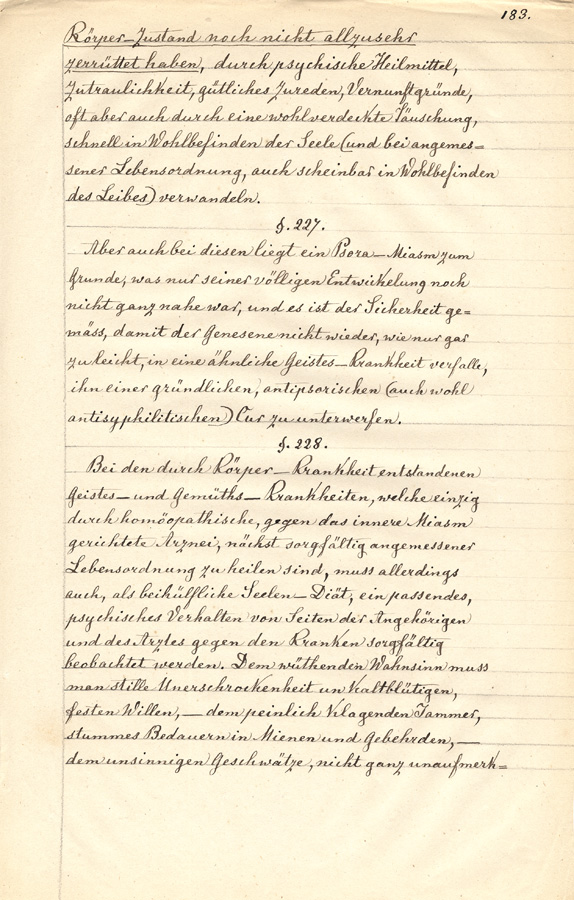 183.
Körper-Zustand noch nicht allzusehr
zerrüttet haben, durch psychische Heilmittel,
Zutraulichkeit, gütliches Zureden, Vernunftgründe,
oft aber auch durch eine wohlverdeckte Täuschung,
schnell in Wohlbefinden der Seele (und bei angemes=
sener Lebensordnung, auch scheinbar in Wohlbefinden
des Leibes) verwandeln.
§. 227.
Aber auch bei diesen liegt ein Psora-Miasm zum
Grunde, was nur seiner völligen Entwickelung noch
nicht ganz nahe war, und es ist der Sicherheit ge=
mäss, damit der Genesene nicht wieder, wie nur gar
zu leicht, in eine ähnliche Geistes-Krankheit verfalle,
ihn einer gründlichen, antipsorischen (auch wohl
antisyphilitischen) Cur zu unterwerfen.
§. 228.
Bei den durch Körper-Krankheit entstandenen
Geistes- und Gemüths-Krankheiten, welche einzig
durch homöopathische, gegen das innere Miasm
gerichtete Arznei, nächst sorgfältig angemessener
Lebensordnung zu heilen sind, muss allerdings
auch, als beihülfliche Seelen-Diät, ein passendes,
psychisches Verhalten von Seiten der Angehörigen
und des Arztes gegen den Kranken sorgfältig
beobachtet werden. Dem wüthenden Wahnsinn muss
man stille Unerschrockenheit un Kaltblütigen,
festen Willen, — dem peinlich klagenden Jammer,
stummes Bedauern in Mienen und Gebehrden, —
dem unsinnigen Geschwätze, nicht ganz unaufmerk=